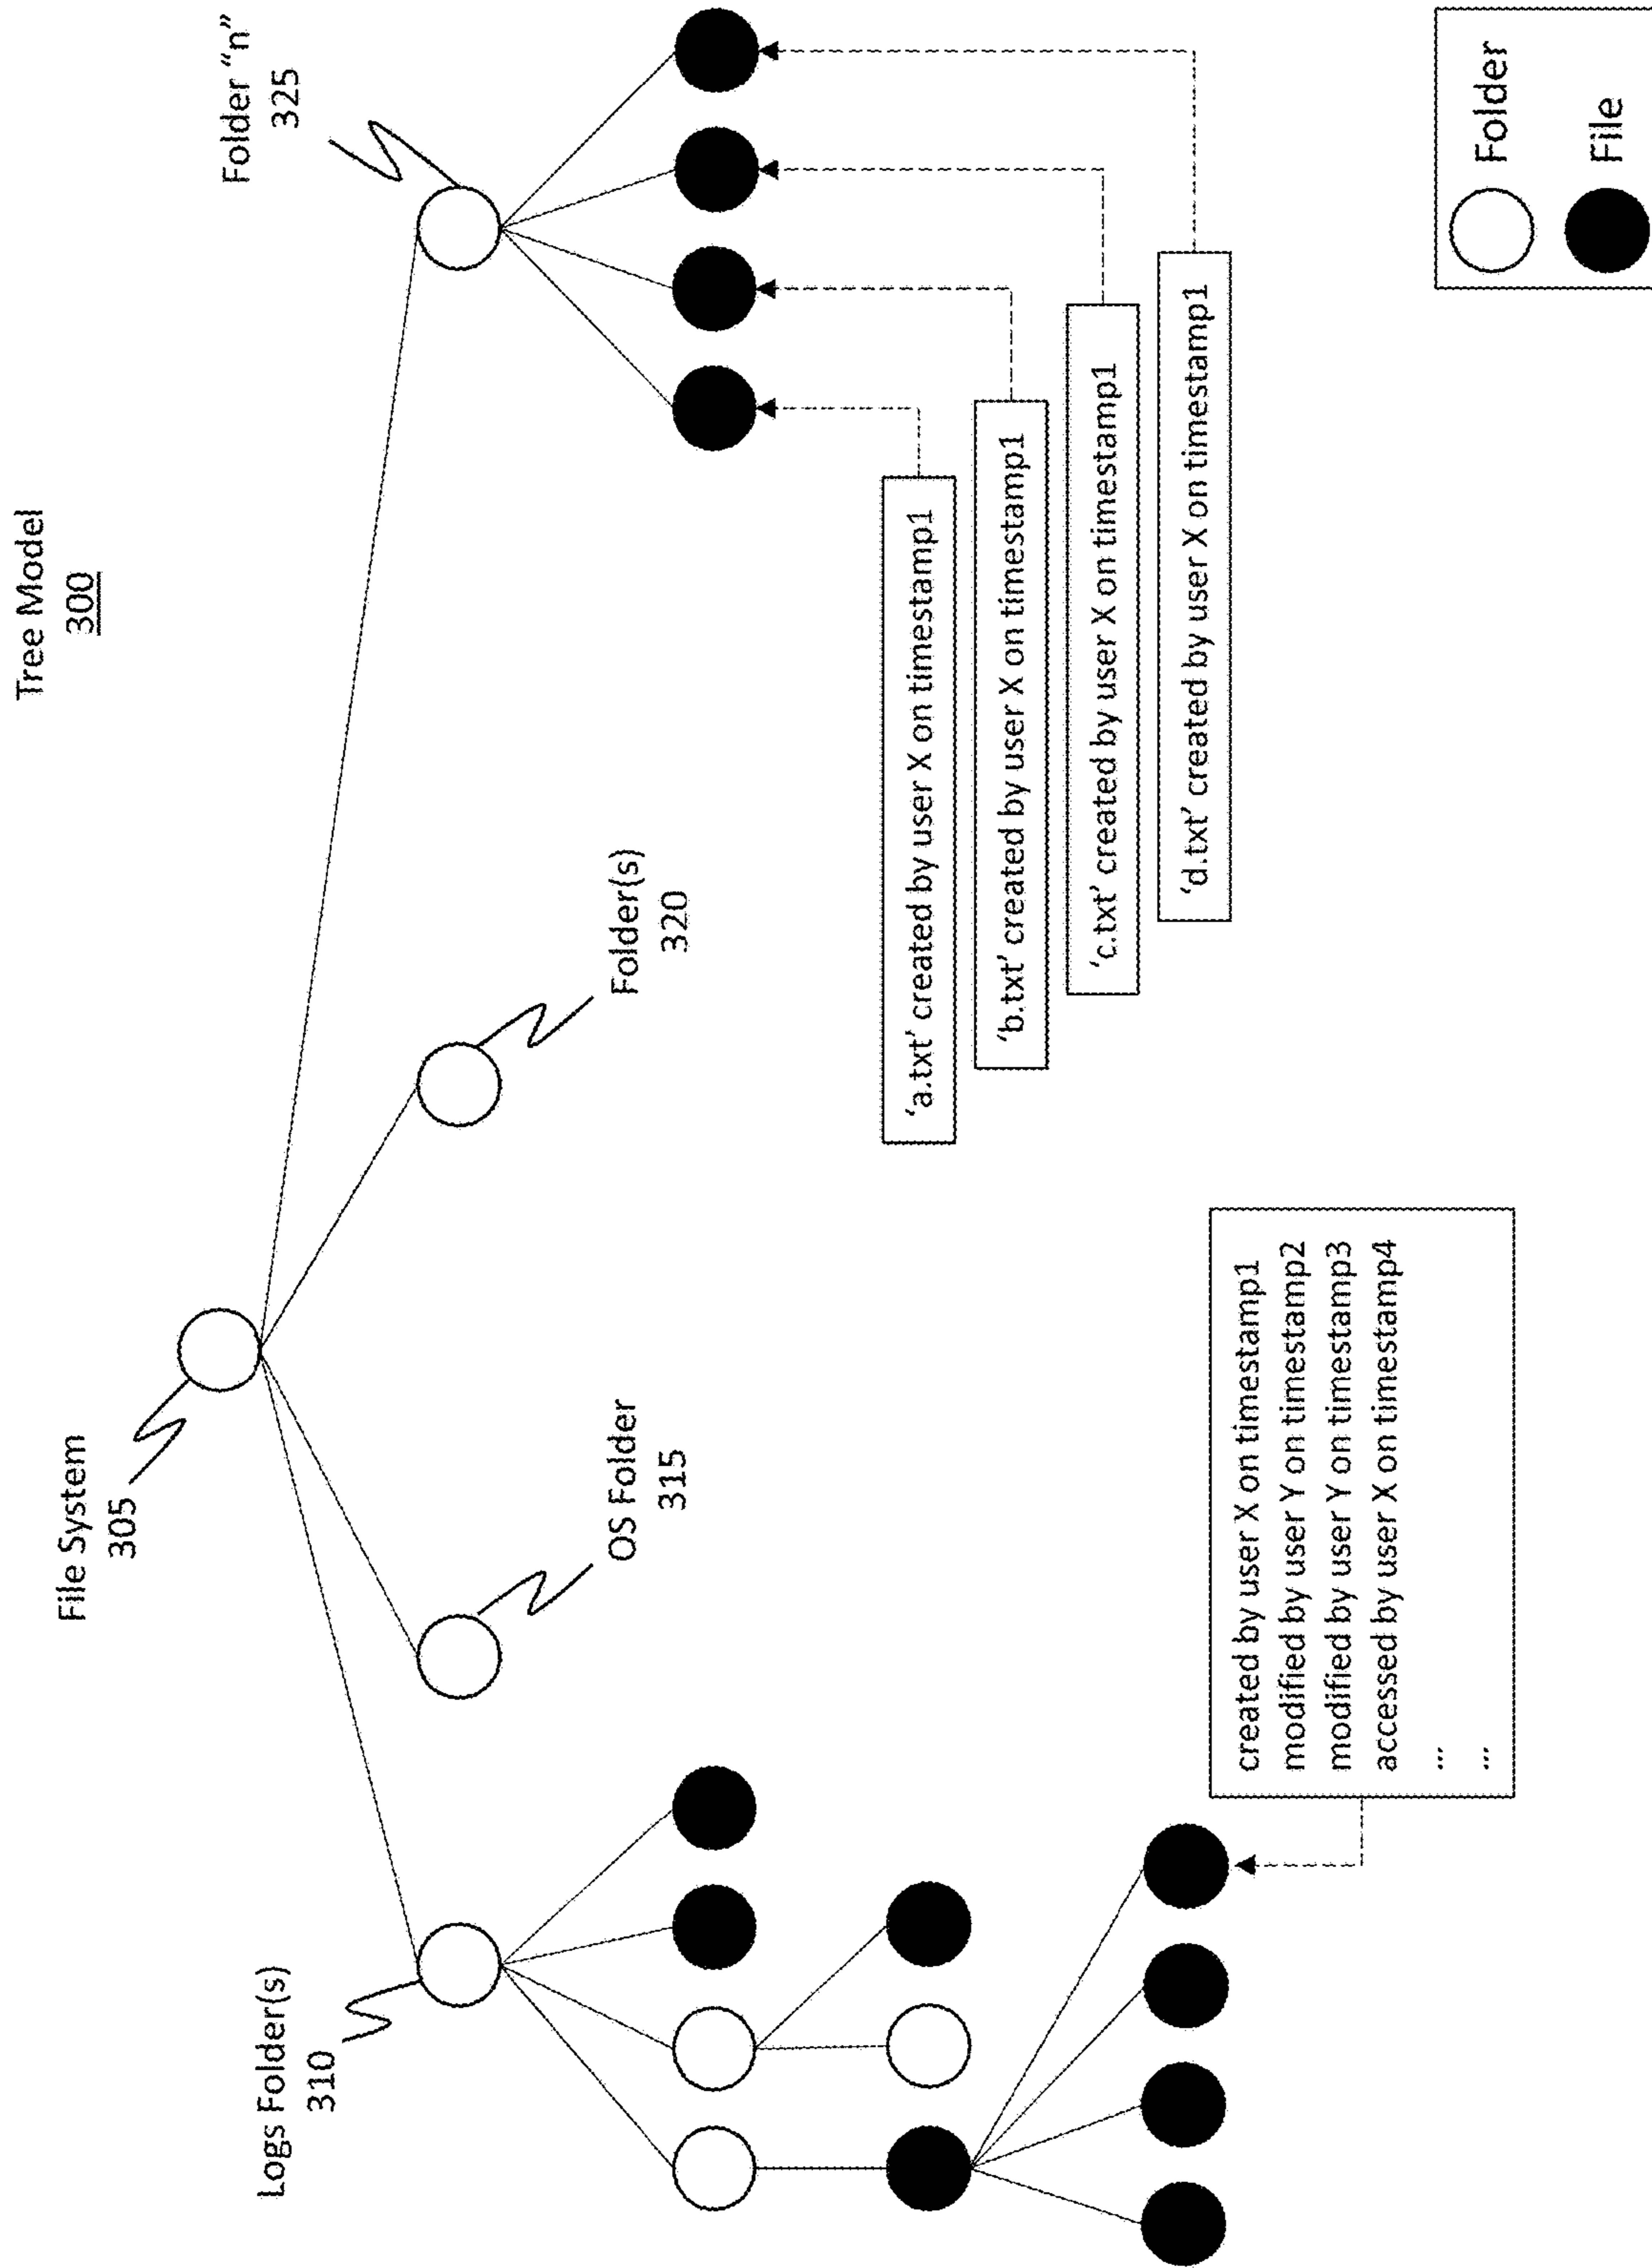 Tree Model
300
File System
305
Logs Folder(s)
310
OS Folder
315
Folder(s)
320
Folder “n”
325
‘a.txt’ created by user X on timestamp1
‘b.txt’ created by user X on timestamp1
‘c.txt’ created by user X on timestamp1
‘d.txt’ created by user X on timestamp1
created by user X on timestamp1
modified by user Y on timestamp2
modified by user Y on timestamp3
accessed by user X on timestamp4
...
...
Folder
File